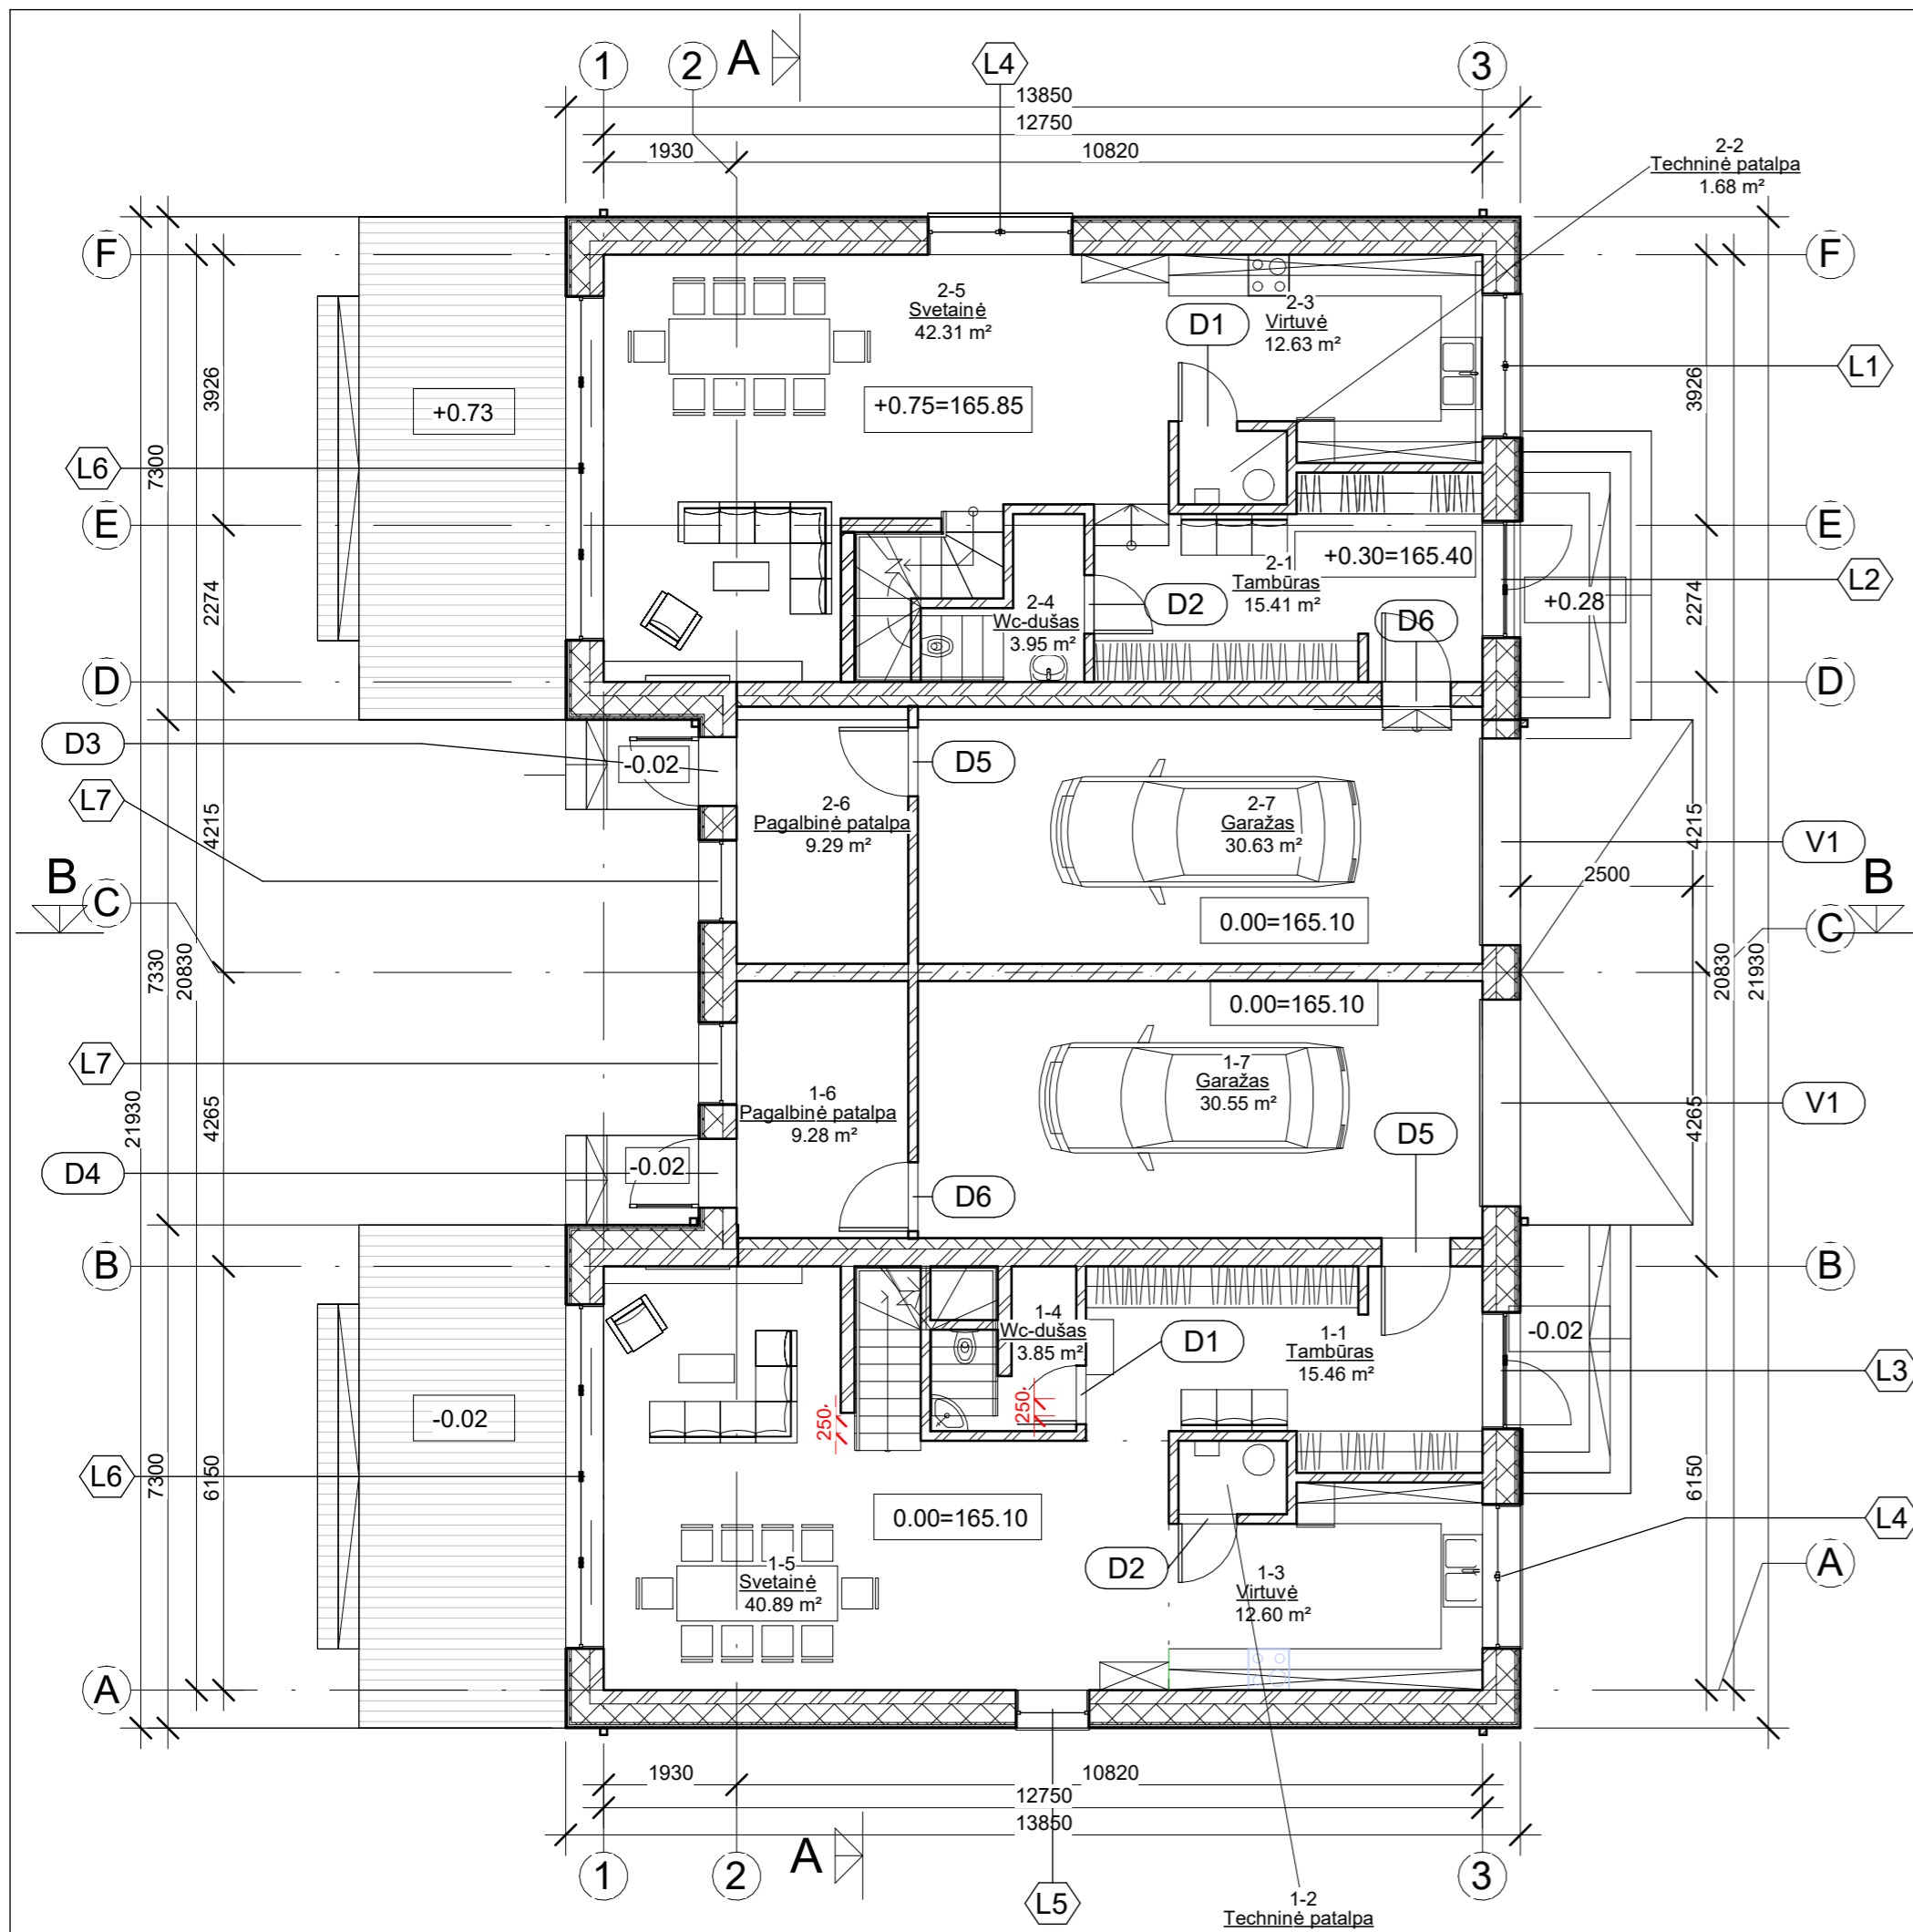 1
2
A
L4
3
13850
12750
1930
10820
2-2
Techninė patalpa
1.68 m²
F
F
2-5
Svetainė
42.31 m²
2-3
Virtuvė
12.63 m²
D1
L1
+0.73
+0.75=165.85
3926
3926
7300
L6
E
E
+0.30=165.40
2-1
Tambūras
15.41 m²
L2
+0.28
2274
2274
2-4
Wc-dušas
3.95 m²
D2
D6
D
D
D3
-0.02
D5
L7
2-6
Pagalbinė patalpa
9.29 m²
2-7
Garažas
30.63 m²
4215
4215
V1
2500
B
B
C
C
0.00=165.10
7330
20830
20830
21930
0.00=165.10
L7
1-6
Pagalbinė patalpa
9.28 m²
1-7
Garažas
30.55 m²
V1
21930
4265
4265
D5
D4
-0.02
D6
B
B
1-4
Wc-dušas
3.85 m²
D1
1-1
Tambūras
15.46 m²
-0.02
L3
-0.02
250,
250,
L6
7300
6150
6150
0.00=165.10
L4
D2
1-5
Svetainė
40.89 m²
1-3
Virtuvė
12.60 m²
A
A
1930
10820
12750
13850
A
1
2
3
L5
1-2
Techninė patalpa